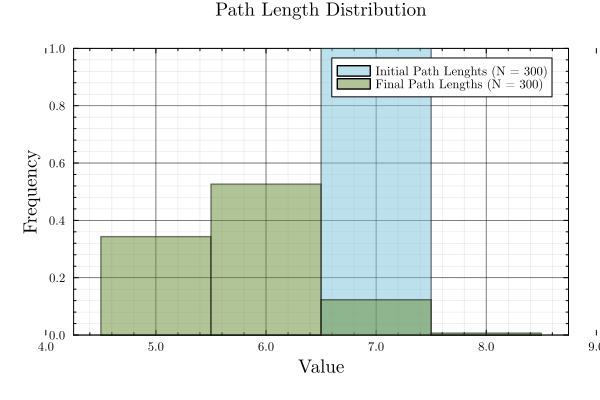 Path Length Distribution
Initial Path Lenghts (N = 300)
Final Path Lengths (N = 300)
Frequency
1.0
0.8
0.6
0.4
0.2
0.0
4.0 5.0 6.0 7.0 8.0 9.0
Value